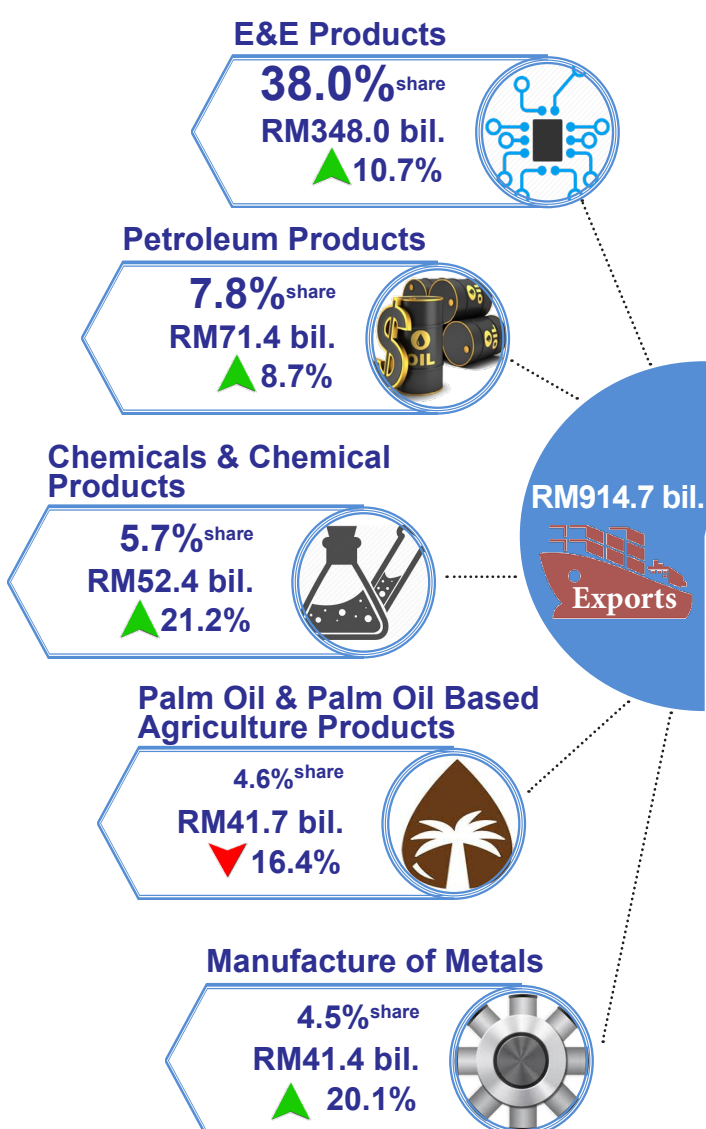 E&E Products
38.0%share
RM348.0 bil.
10.7%
Petroleum Products
7.8%share
RM71.4 bil.
8.7%
OIL
OIL
Chemicals & Chemical
Products
5.7%share
RM52.4 bil.
21.2%
RM914.7 bil.
Exports
Palm Oil & Palm Oil Based
Agriculture Products
4.6%share
RM41.7 bil.
16.4%
Manufacture of Metals
4.5%share
RM41.4 bil.
20.1%